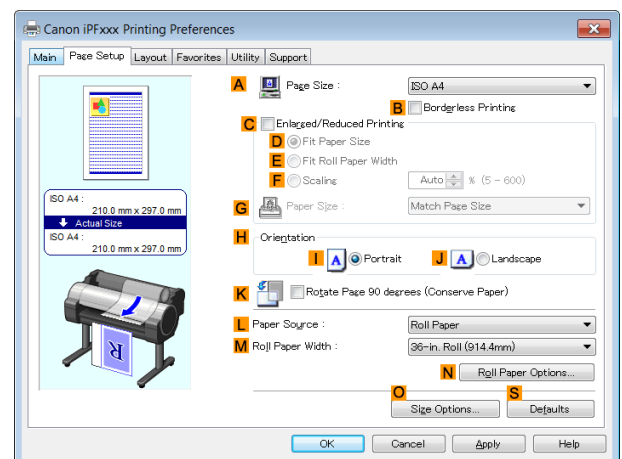 Canon iPFxxx Printing Preferences
Main Page Setup Layout Favorites Utility Support
A Page Size : ISO A4
B Borderless Printing
C Enlarged/Reduced Printing
D Fit Paper Size
E Fit Roll Paper Width
F Scaling Auto % (5 - 600)
G Paper Size : Match Page Size
ISO A4 :
210.0 mm x 297.0 mm
Actual Size
ISO A4 :
210.0 mm x 297.0 mm
H Orientation
I A Portrait J A Landscape
K Rotate Page 90 degrees (Conserve Paper)
L Paper Source : Roll Paper
M Roll Paper Width : 36-in. Roll (914.4mm)
N Roll Paper Options...
O S
Size Options... Defaults
OK Cancel Apply Help